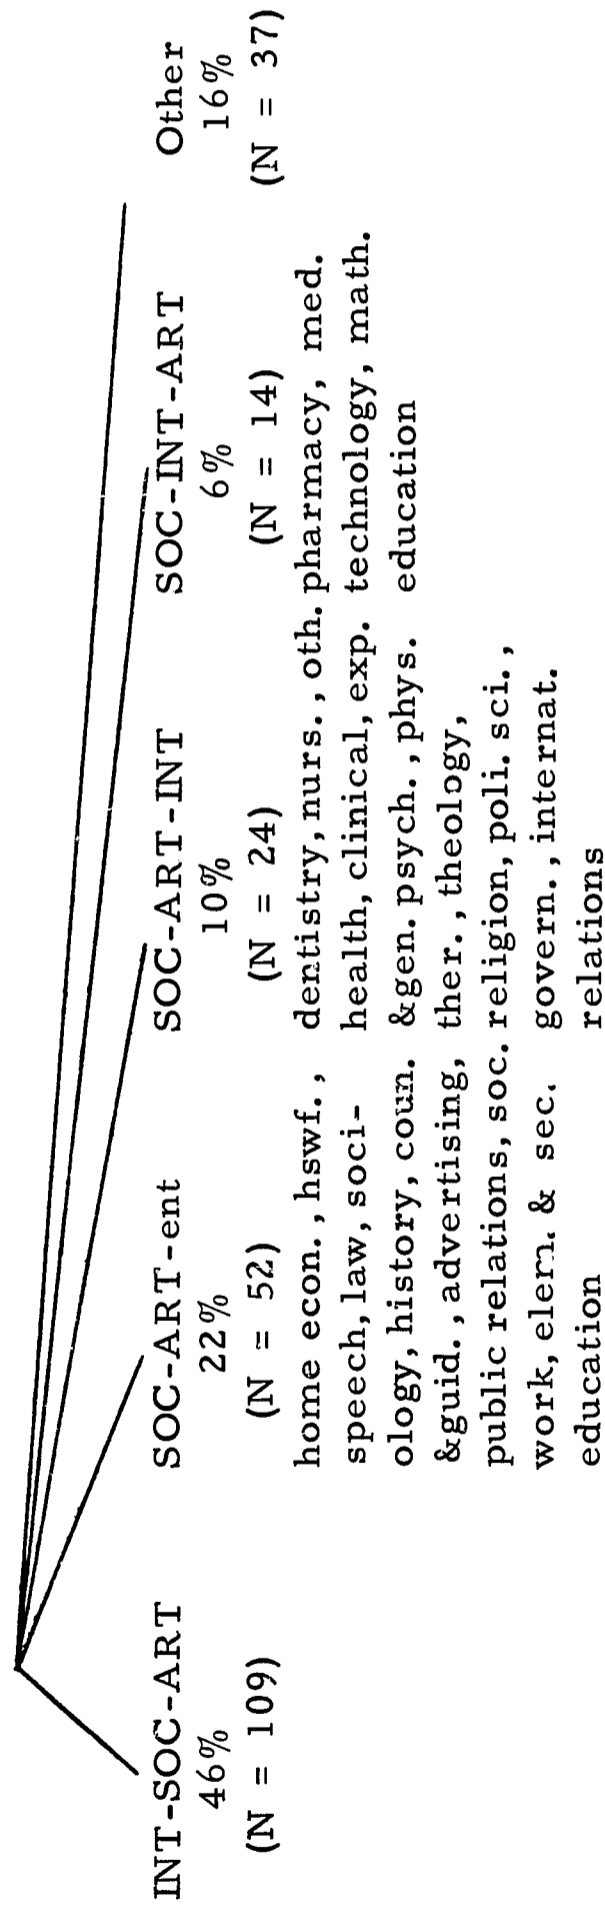 INT-SOC-ART
46%
(N = 109)
SOC-ART-ent
22%
(N = 52)
home econ., hswf.,
speech, law, soci-
ology, history, coun.
&guid., advertising,
public relations, soc.
work, elem. & sec.
education
SOC-ART-INT
10%
(N = 24)
dentistry, nurs., oth.
health, clinical, exp.
&gen. psych., phys.
ther., theology,
religion, poli. sci.,
govern., internat.
relations
SOC-INT-ART
6%
(N = 14)
pharmacy, med.
technology, math.
education
Other
16%
(N = 37)